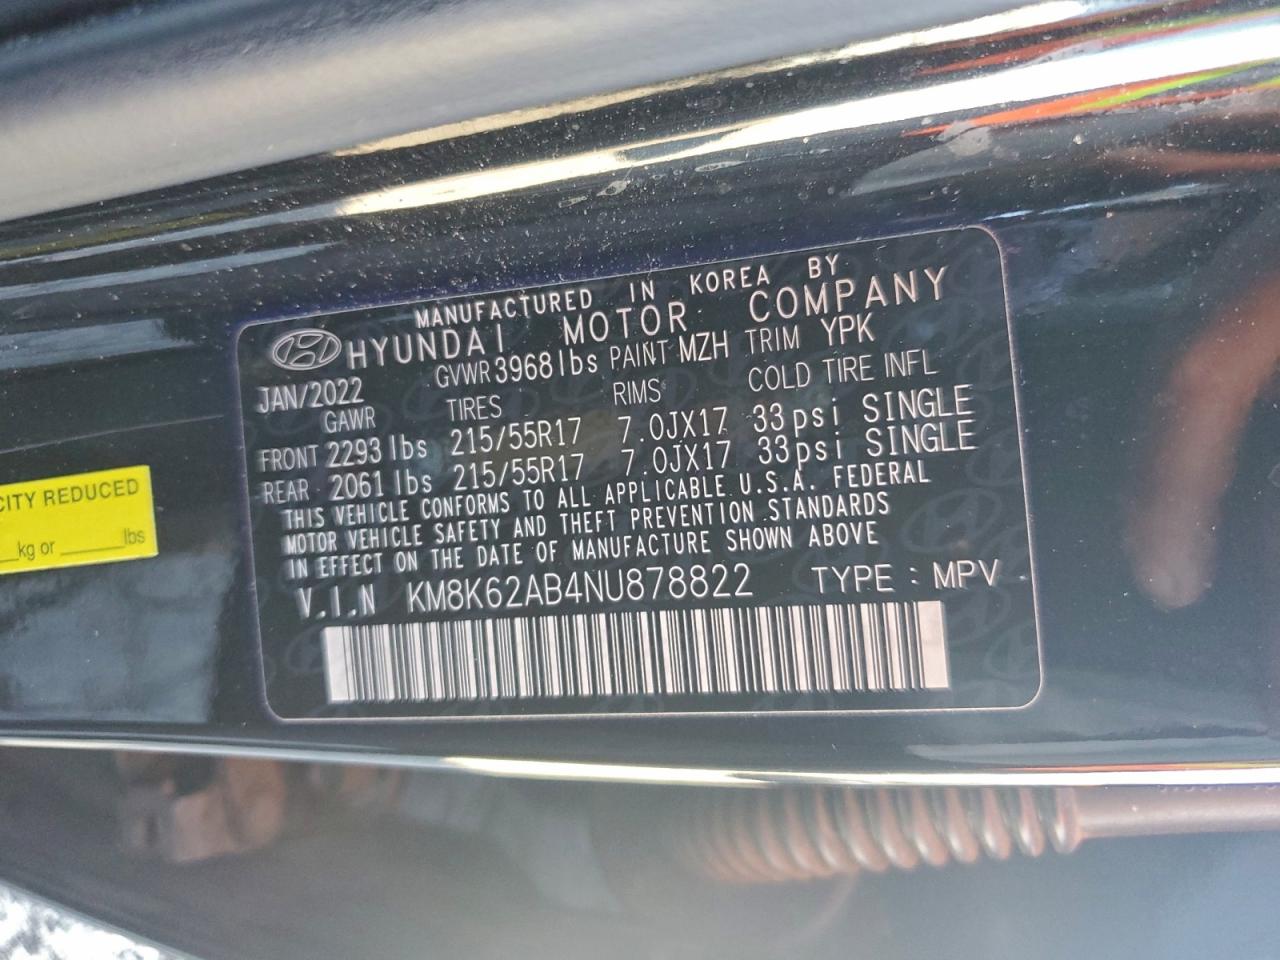 MANUFACTURED IN KOREA BY
HYUNDAI MOTOR COMPANY
JAN/2022 GVWR 3968 lbs PAINT MZH TRIM YPK
GAWR TIRES RIMS COLD TIRE INFL
FRONT 2293 lbs 215/55R17 7.0JX17 33psi SINGLE
REAR 2061 lbs 215/55R17 7.0JX17 33psi SINGLE
THIS VEHICLE CONFORMS TO ALL APPLICABLE U.S.A. FEDERAL
MOTOR VEHICLE SAFETY AND THEFT PREVENTION STANDARDS
IN EFFECT ON THE DATE OF MANUFACTURE SHOWN ABOVE
V.I.N KM8K62AB4NU878822 TYPE : MPV
CITY REDUCED
kg or lbs